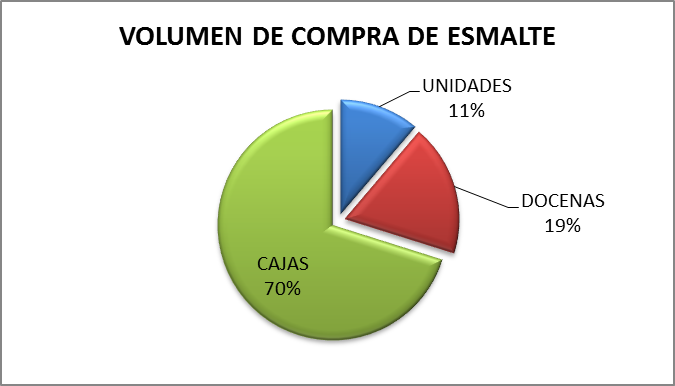 VOLUMEN DE COMPRA DE ESMALTE
UNIDADES
11%
DOCENAS
19%
CAJAS
70%